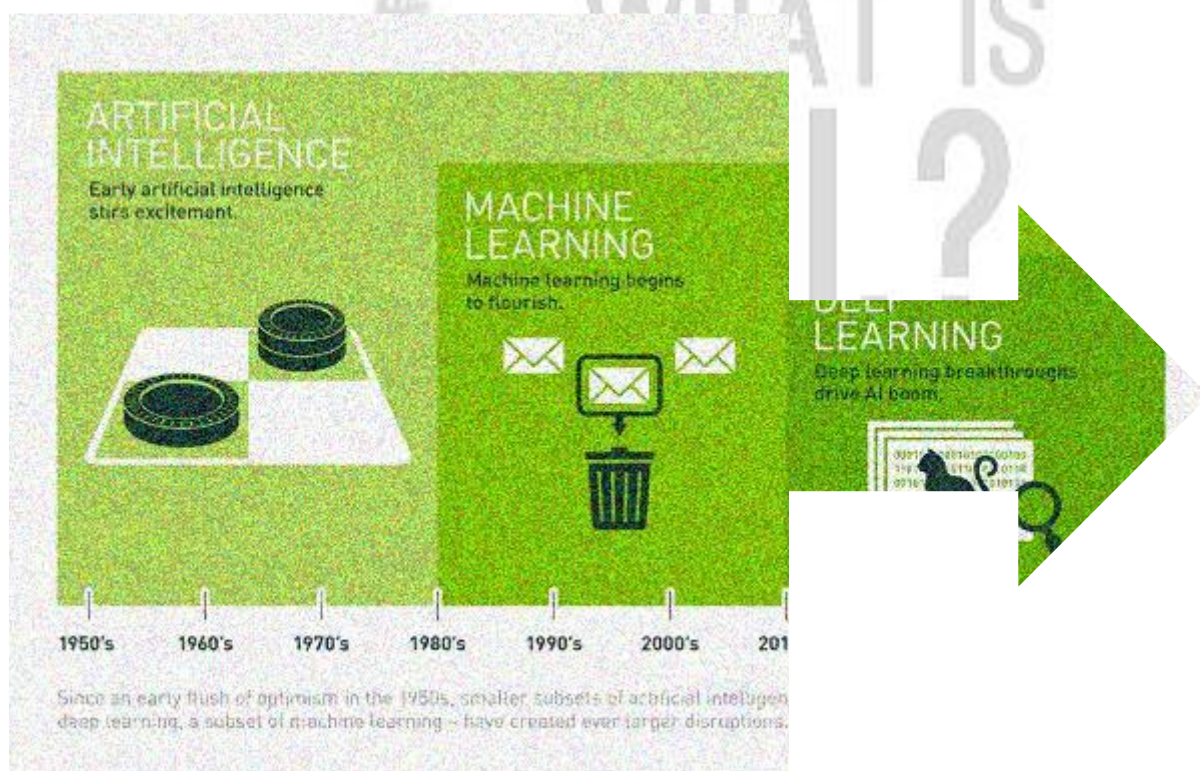 WHAT IS
?
ARTIFICIAL
INTELLIGENCE
Early artificial intelligence
stirs excitement.
MACHINE
LEARNING
Machine learning begins
to flourish.
DEEP
LEARNING
Deep learning breakthroughs
drive AI boom.
1950's 1960's 1970's 1980's 1990's 2000's 201
Since an early flush of optimism in the 1950s, smaller subsets of artificial intelligen
deep learning, a subset of machine learning – have created ever larger disruptions.